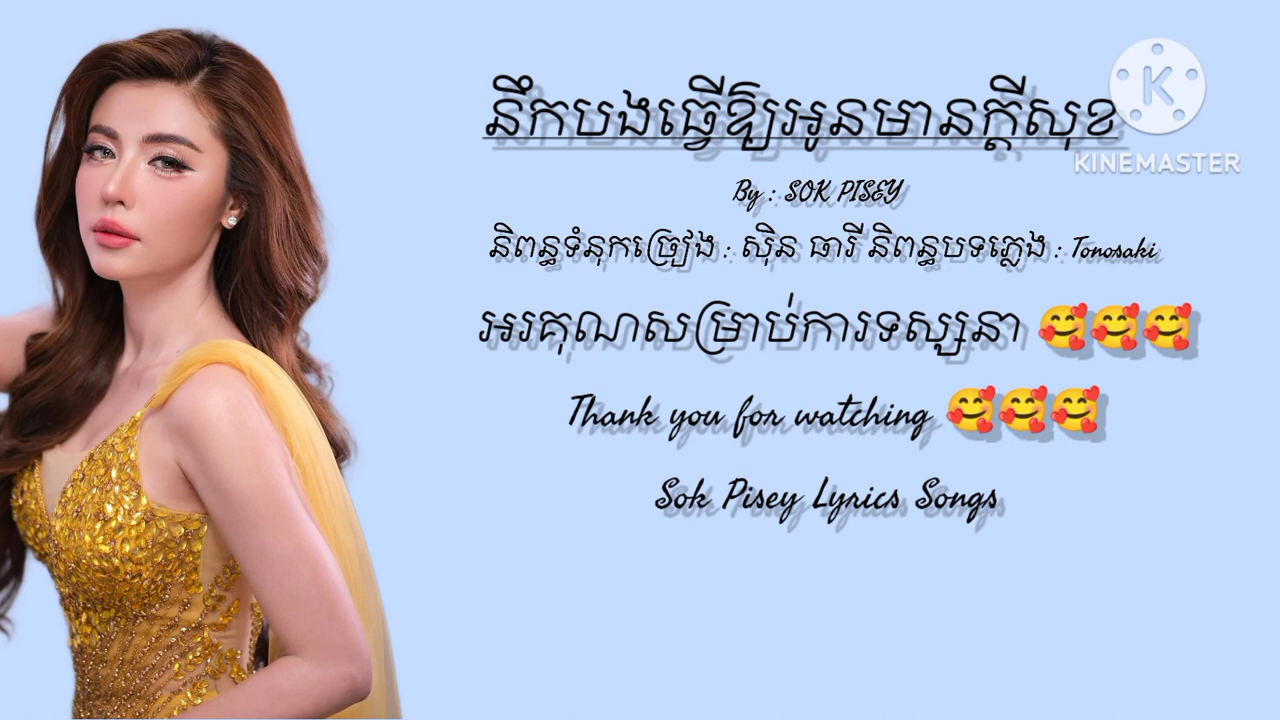 នឹកបងធ្វើឱ្យអូនមានក្ដីសុខ
KINEMASTER
By : SOK PISEY
និពន្ធទំនុកច្រៀង : ស៊ិន ធារី និពន្ធបទភ្លេង : Tonosaki
អរគុណសម្រាប់ការទស្សនា 🥰🥰🥰
Thank you for watching 🥰🥰🥰
Sok Pisey Lyrics Songs